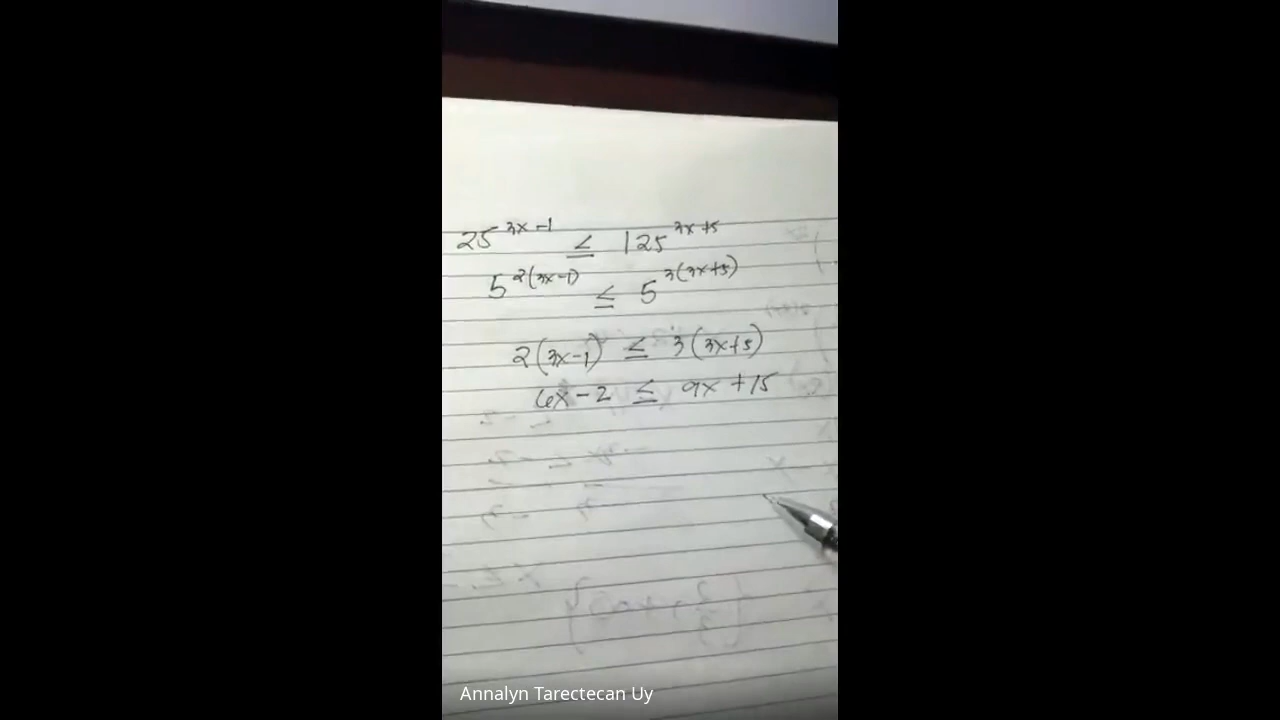 25^{3x-1} ≤ 125^{3x+5}
5^{2(3x-1)} ≤ 5^{3(3x+5)}
2(3x-1) ≤ 3(3x+5)
6x-2 ≤ 9x+15
Annalyn Tarectecan Uy